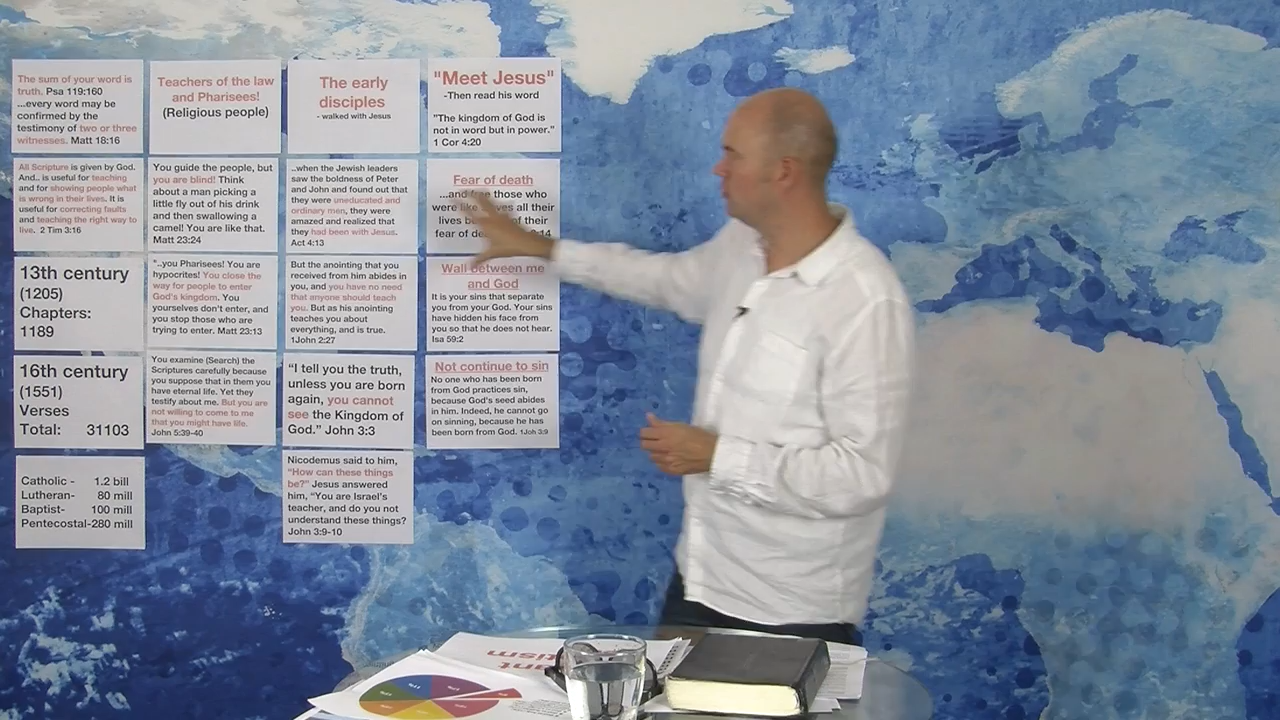 The sum of your word is
truth. Psa 119:160
...every word may be
confirmed by the
testimony of two or three
witnesses. Matt 18:16
All Scripture is given by God.
And.. is useful for teaching
and for showing people what
is wrong in their lives. It is
useful for correcting faults
and teaching the right way to
live. 2 Tim 3:16
13th century
(1205)
Chapters:
1189
16th century
(1551)
Verses
Total: 31103
Catholic - 1.2 bill
Lutheran- 80 mill
Baptist- 100 mill
Pentecostal-280 mill
Teachers of the law
and Pharisees!
(Religious people)
You guide the people, but
you are blind! Think
about a man picking a
little fly out of his drink
and then swallowing a
camel! You are like that.
Matt 23:24
"..you Pharisees! You are
hypocrites! You close the
way for people to enter
God's kingdom. You
yourselves don't enter, and
you stop those who are
trying to enter. Matt 23:13
You examine (Search) the
Scriptures carefully because
you suppose that in them you
have eternal life. Yet they
testify about me. But you are
not willing to come to me
that you might have life.
John 5:39-40
The early
disciples
- walked with Jesus
..when the Jewish leaders
saw the boldness of Peter
and John and found out that
they were uneducated and
ordinary men, they were
amazed and realized that
they had been with Jesus.
Act 4:13
But the anointing that you
received from him abides in
you, and you have no need
that anyone should teach
you. But as his anointing
teaches you about
everything, and is true.
1John 2:27
"I tell you the truth,
unless you are born
again, you cannot
see the Kingdom of
God." John 3:3
Nicodemus said to him,
"How can these things
be?" Jesus answered
him, "You are Israel's
teacher, and do you not
understand these things?
John 3:9-10
"Meet Jesus"
-Then read his word
"The kingdom of God is
not in word but in power."
1 Cor 4:20
Fear of death
...and those who
were like all their
lives of their
fear of :14
Wall between me
and God
It is your sins that separate
you from your God. Your sins
have hidden his face from
you so that he does not hear.
Isa 59:2
Not continue to sin
No one who has been born
from God practices sin,
because God's seed abides
in him. Indeed, he cannot go
on sinning, because he has
been born from God. 1Joh 3:9